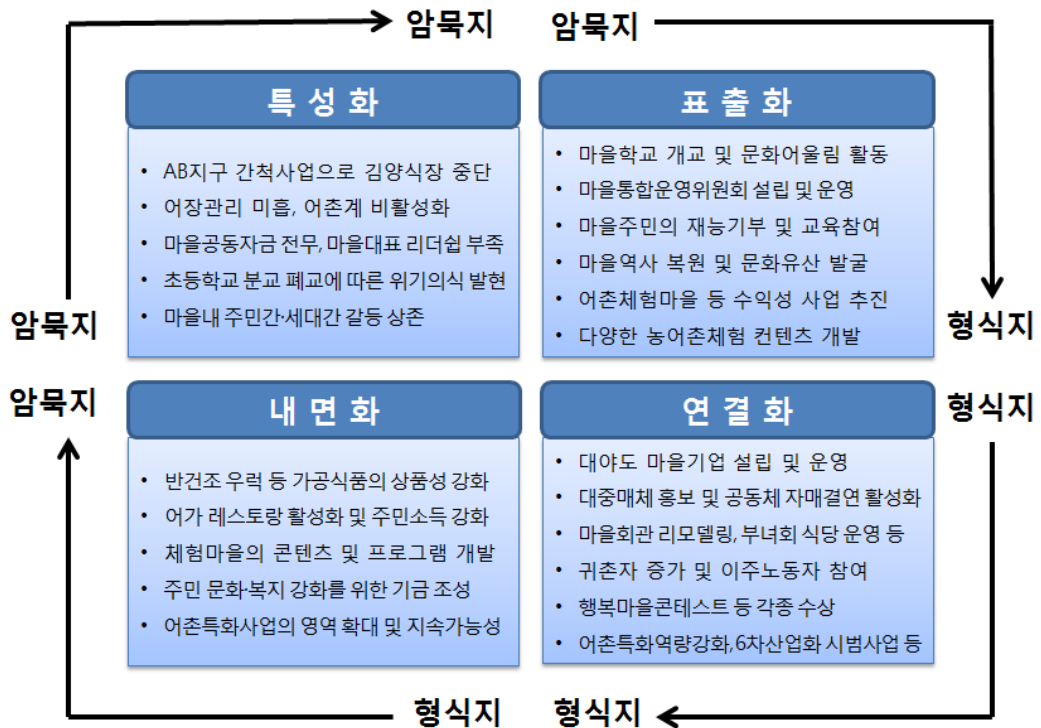 암묵지
암묵지
특성화
표출화
• AB지구 간척사업으로 김양식장 중단
• 어장관리 미흡, 어촌계 비활성화
• 마을공동자금 전무, 마을대표 리더쉽 부족
• 초등학교 분교 폐교에 따른 위기의식 발현
• 마을내 주민간·세대간 갈등 상존
• 마을학교 개교 및 문화어울림 활동
• 마을통합운영위원회 설립 및 운영
• 마을주민의 재능기부 및 교육참여
• 마을역사 복원 및 문화유산 발굴
• 어촌체험마을 등 수익성 사업 추진
• 다양한 농어촌체험 컨텐츠 개발
암묵지
형식지
암묵지
형식지
내면화
연결화
• 반건조 우럭 등 가공식품의 상품성 강화
• 어가 레스토랑 활성화 및 주민소득 강화
• 체험마을의 콘텐츠 및 프로그램 개발
• 주민 문화·복지 강화를 위한 기금 조성
• 어촌특화사업의 영역 확대 및 지속가능성
• 대야도 마을기업 설립 및 운영
• 대중매체 홍보 및 공동체 자매결연 활성화
• 마을회관 리모델링, 부녀회 식당 운영 등
• 귀촌자 증가 및 이주노동자 참여
• 행복마을콘테스트 등 각종 수상
• 어촌특화역량강화, 6차산업화 시범사업 등
형식지
형식지